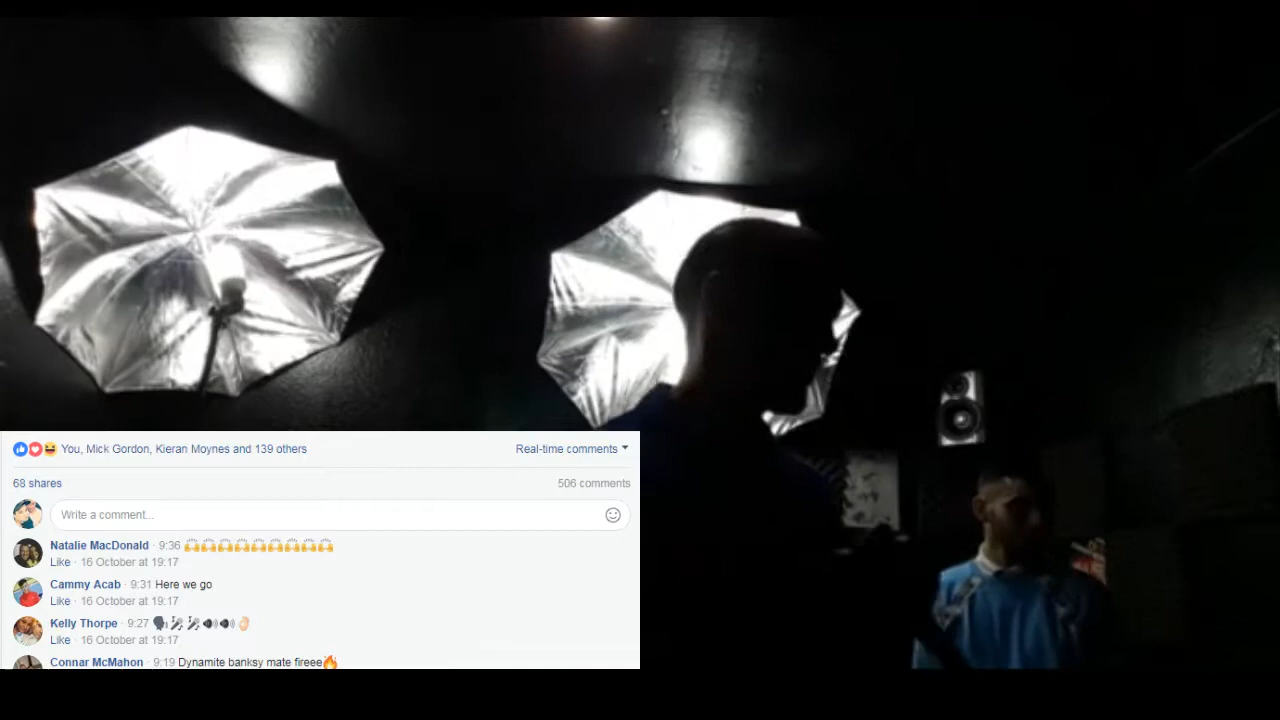 You, Mick Gordon, Kieran Moynes and 139 others Real-time comments
68 shares 506 comments
Write a comment...
Natalie MacDonald · 9:36 🙌🙌🙌🙌🙌🙌🙌🙌🙌
Like · 16 October at 19:17
Cammy Acab · 9:31 Here we go
Like · 16 October at 19:17
Kelly Thorpe · 9:27 🗣🎤🎤🔊🔊👌
Like · 16 October at 19:17
Connar McMahon · 9:19 Dynamite banksy mate fireee🔥